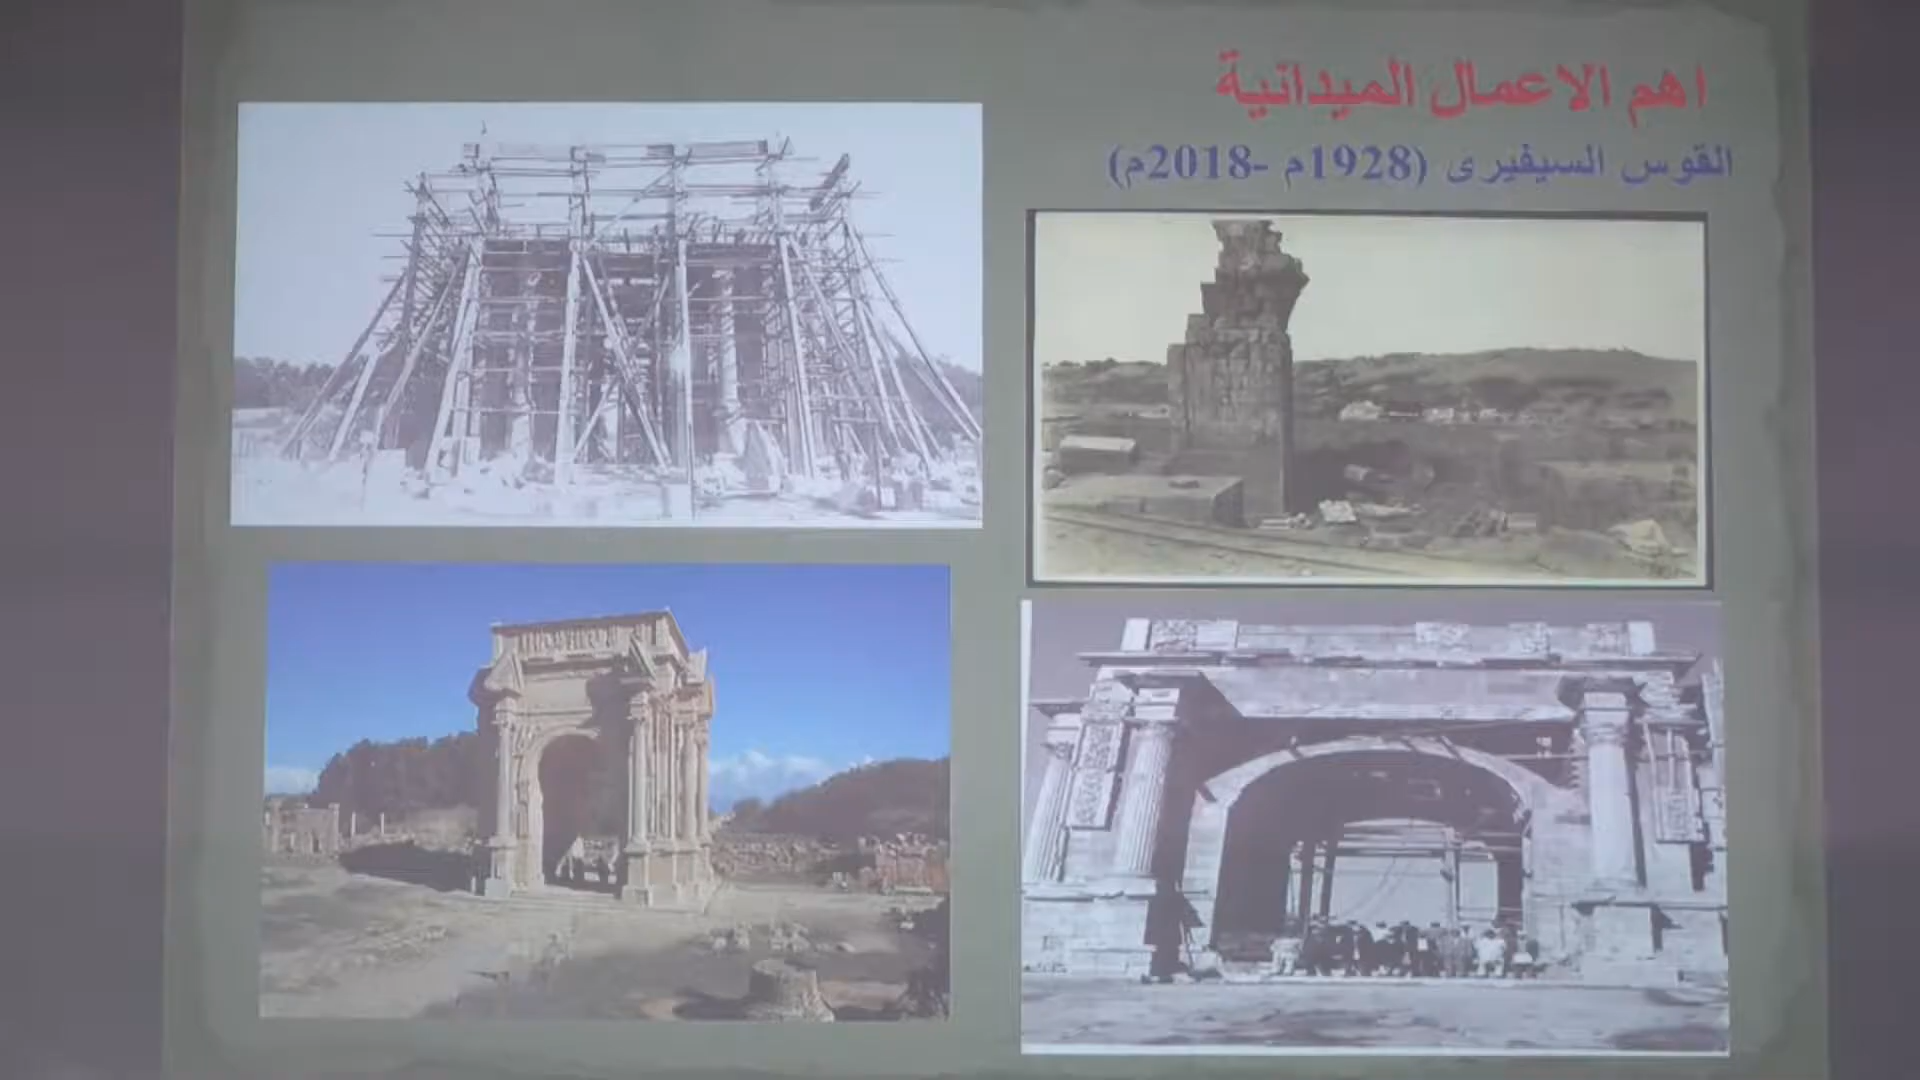 اهم الاعمال الميدانية
القوس السيفيرى (1928م -2018م)